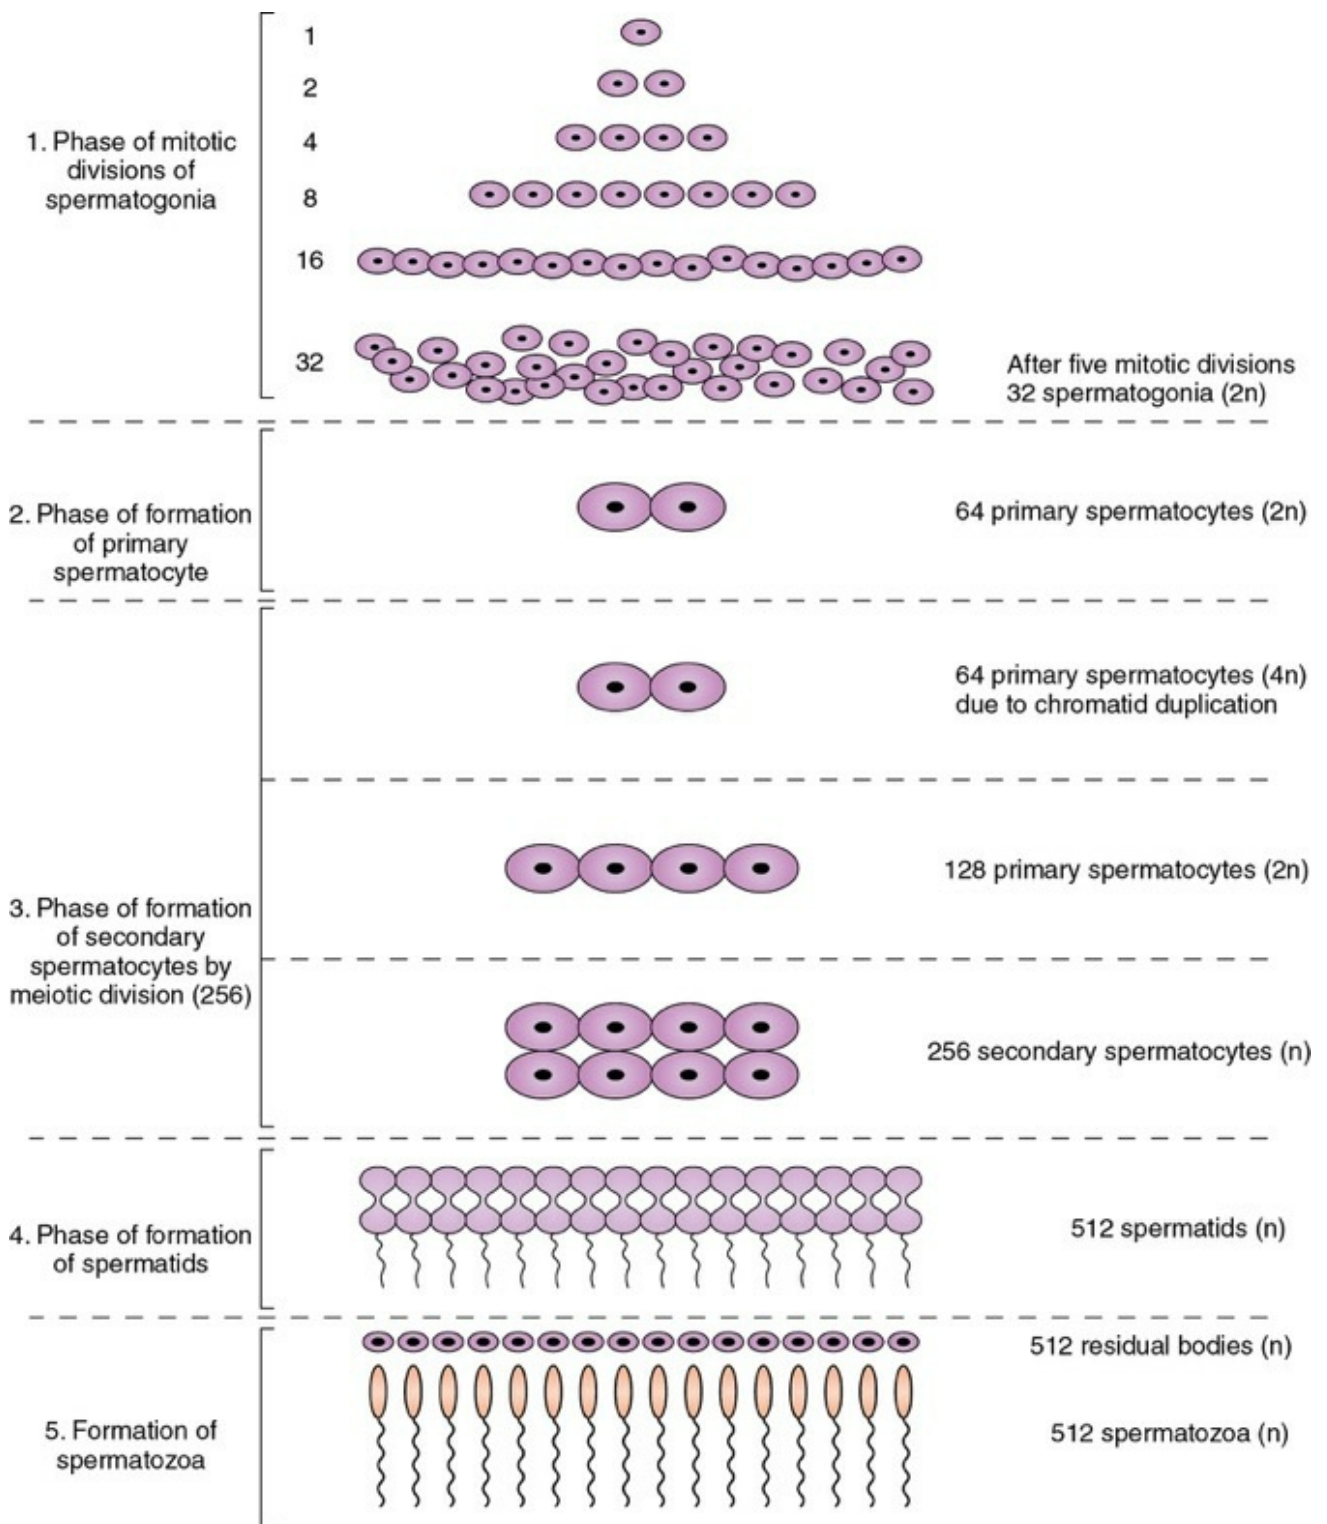 1
2
1. Phase of mitotic
divisions of
spermatogonia
4
8
16
32
After five mitotic divisions
32 spermatogonia (2n)
2. Phase of formation
of primary
spermatocyte
64 primary spermatocytes (2n)
64 primary spermatocytes (4n)
due to chromatid duplication
128 primary spermatocytes (2n)
3. Phase of formation
of secondary
spermatocytes by
meiotic division (256)
256 secondary spermatocytes (n)
4. Phase of formation
of spermatids
512 spermatids (n)
512 residual bodies (n)
5. Formation of
spermatozoa
512 spermatozoa (n)